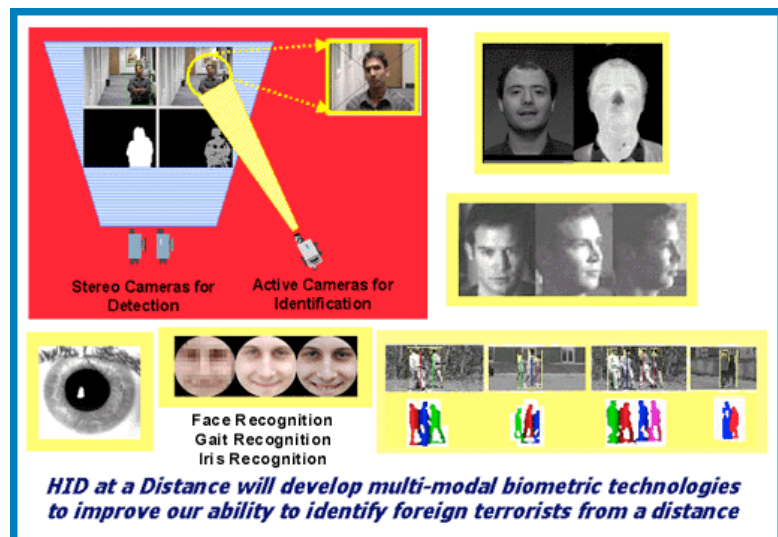 Stereo Cameras for
Detection
Active Cameras for
Identification
Face Recognition
Gait Recognition
Iris Recognition
HID at a Distance will develop multi-modal biometric technologies
to improve our ability to identify foreign terrorists from a distance